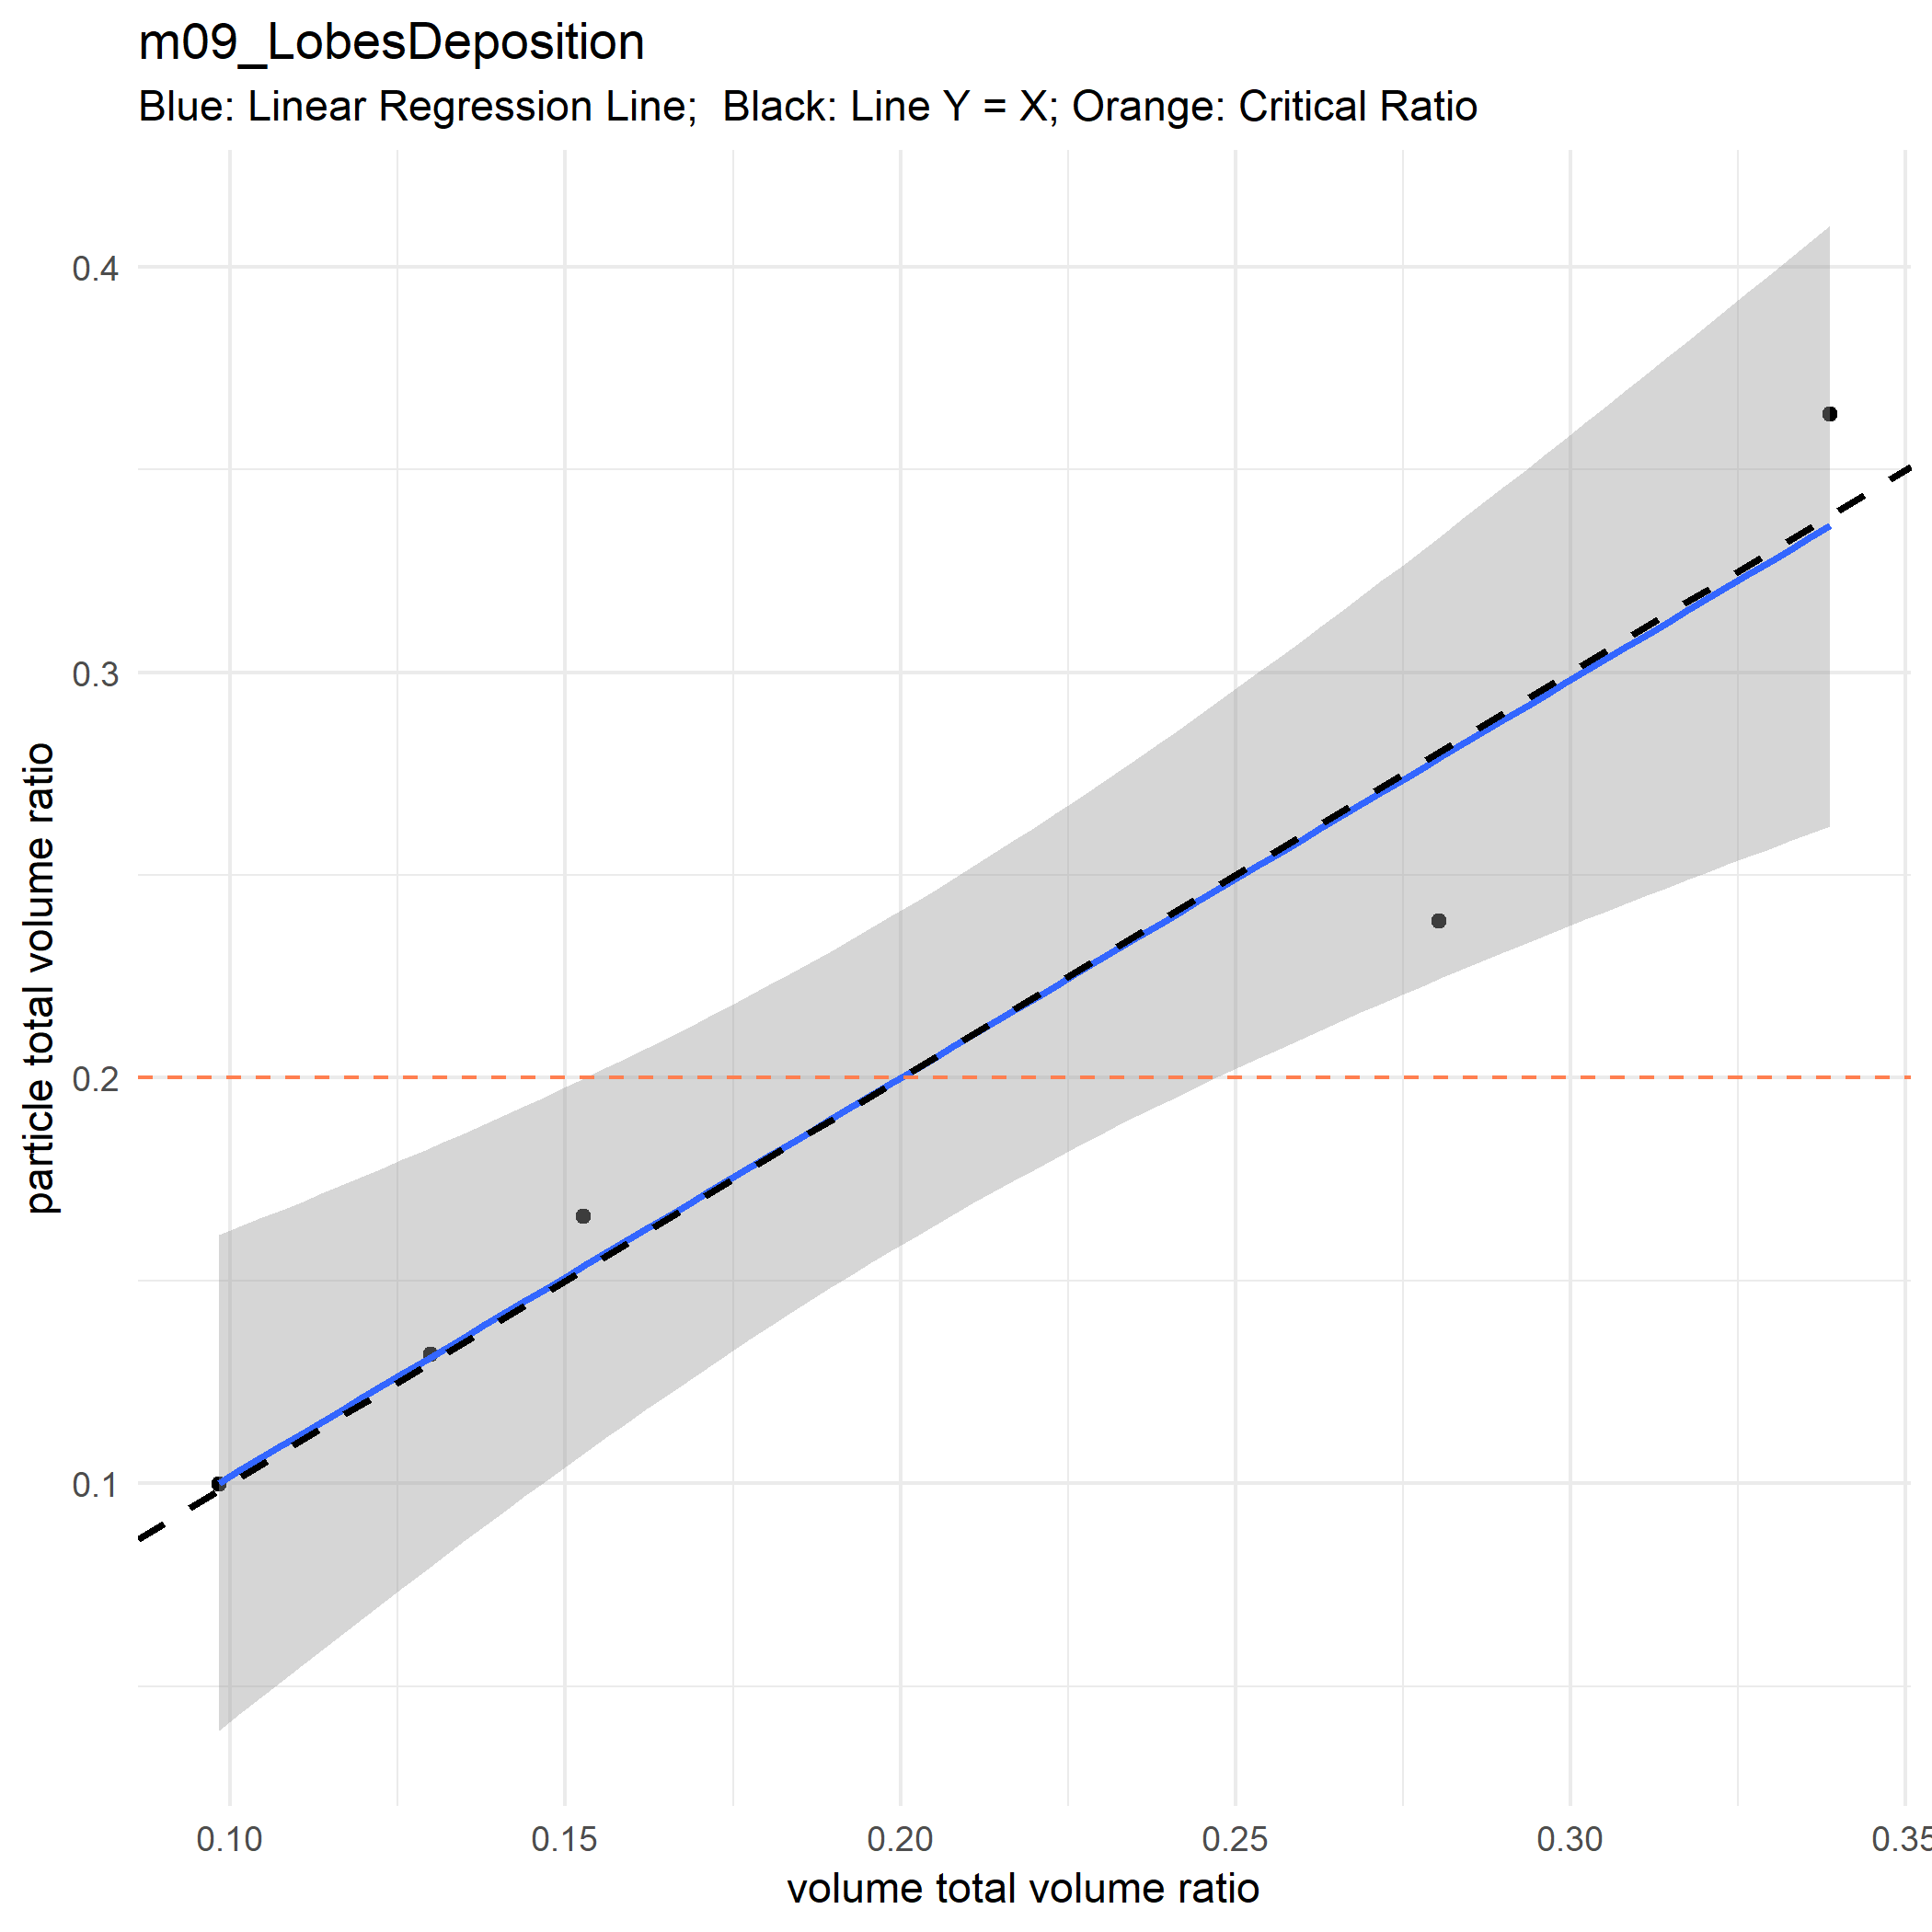 m09_LobesDeposition
Blue: Linear Regression Line;  Black: Line Y = X; Orange: Critical Ratio
particle total volume ratio
0.4
0.3
0.2
0.1
0.10 0.15 0.20 0.25 0.30 0.35
volume total volume ratio